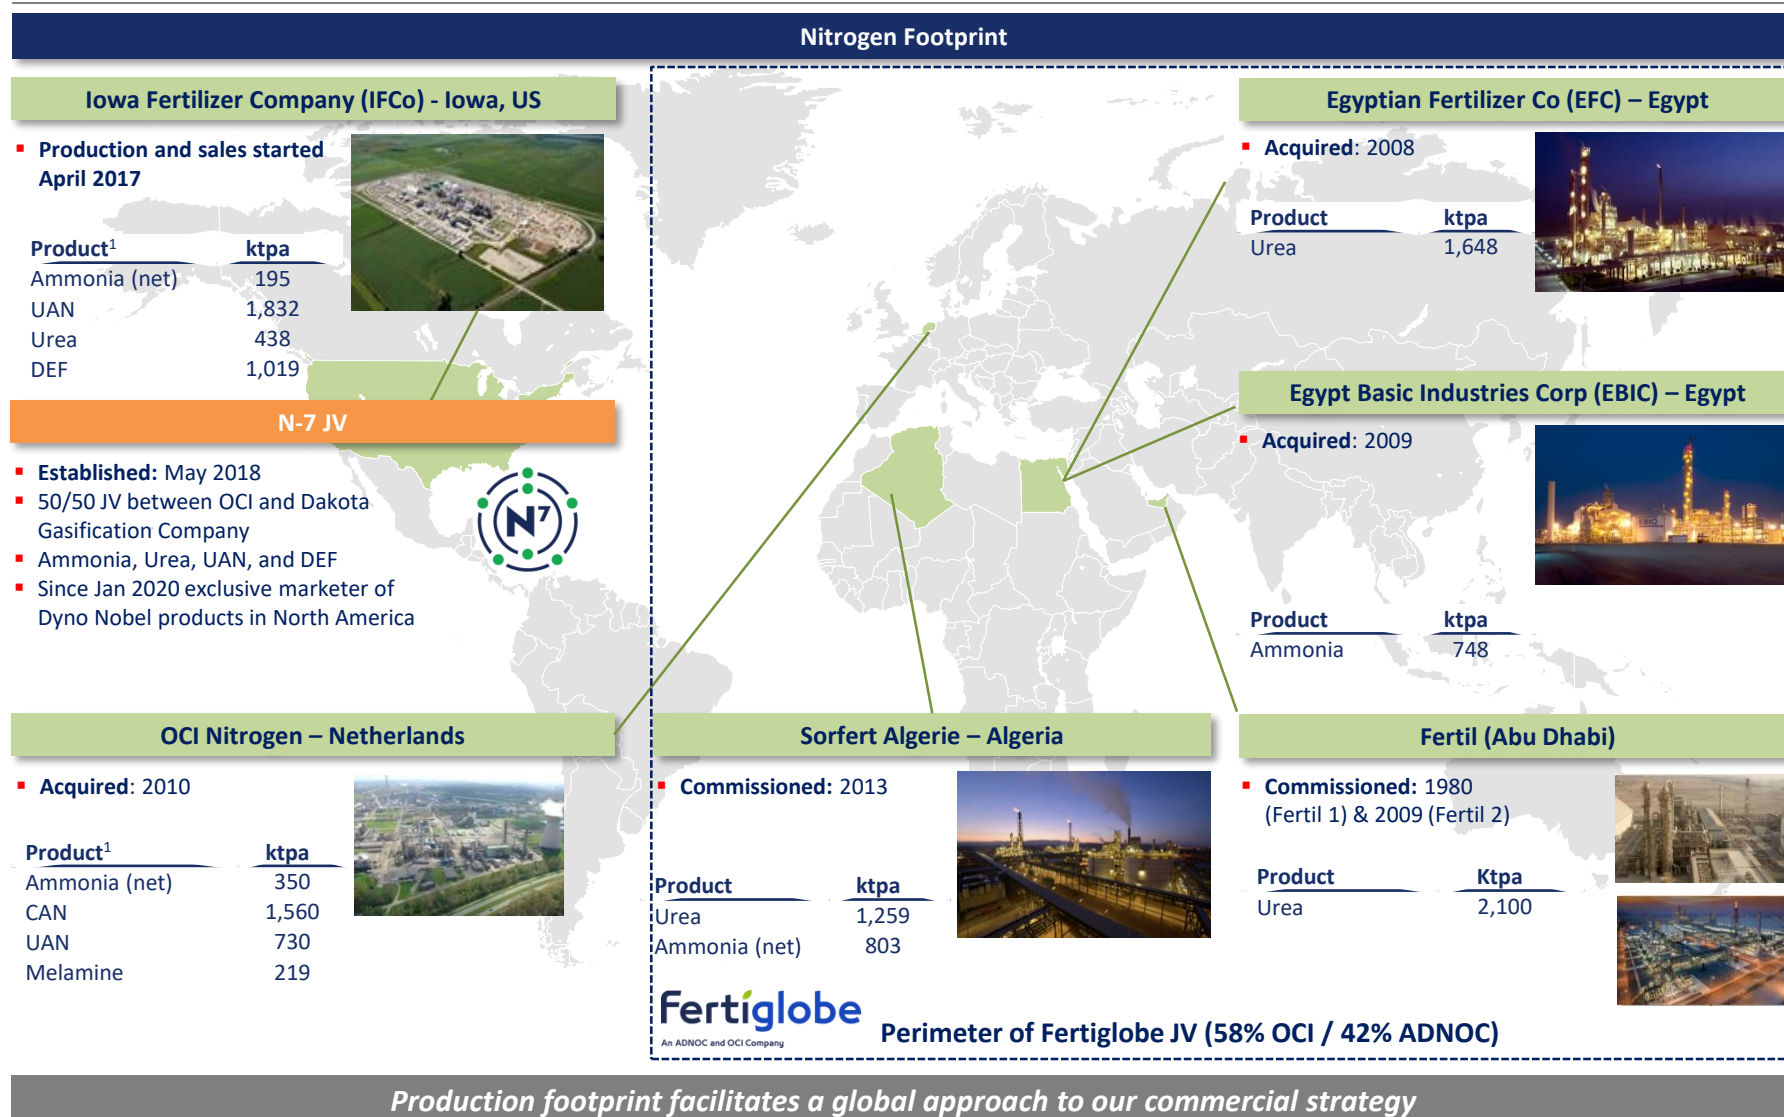 Nitrogen Footprint
Iowa Fertilizer Company (IFCo) - Iowa, US
▪ Production and sales started
April 2017
Product1 ktpa
Ammonia (net) 195
UAN 1,832
Urea 438
DEF 1,019
N-7 JV
▪ Established: May 2018
▪ 50/50 JV between OCI and Dakota
Gasification Company
▪ Ammonia, Urea, UAN, and DEF
▪ Since Jan 2020 exclusive marketer of
Dyno Nobel products in North America
N7
OCI Nitrogen – Netherlands
▪ Acquired: 2010
Product1 ktpa
Ammonia (net) 350
CAN 1,560
UAN 730
Melamine 219
Egyptian Fertilizer Co (EFC) – Egypt
▪ Acquired: 2008
Product ktpa
Urea 1,648
Egypt Basic Industries Corp (EBIC) – Egypt
▪ Acquired: 2009
EBIC
Product ktpa
Ammonia 748
Sorfert Algerie – Algeria
▪ Commissioned: 2013
Product ktpa
Urea 1,259
Ammonia (net) 803
Fertil (Abu Dhabi)
▪ Commissioned: 1980
(Fertil 1) & 2009 (Fertil 2)
Product Ktpa
Urea 2,100
Fertiglobe
An ADNOC and OCI Company
Perimeter of Fertiglobe JV (58% OCI / 42% ADNOC)
Production footprint facilitates a global approach to our commercial strategy